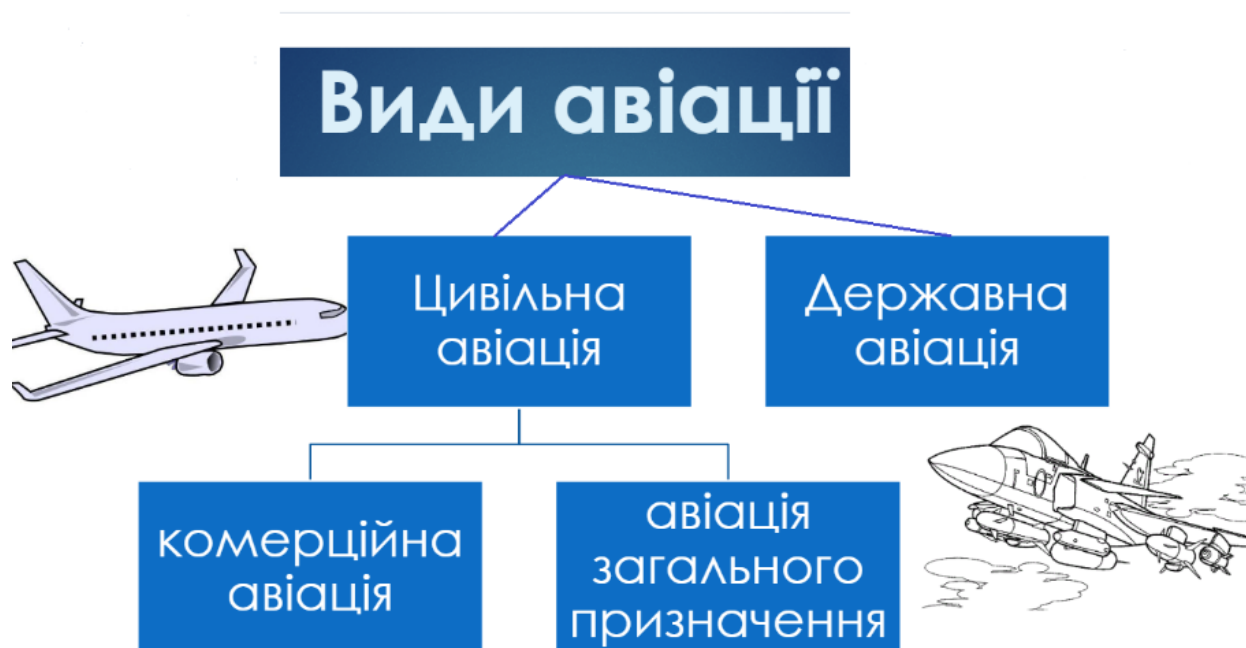 Види авіації
Цивільна
авіація
Державна
авіація
комерційна
авіація
авіація
загального
призначення